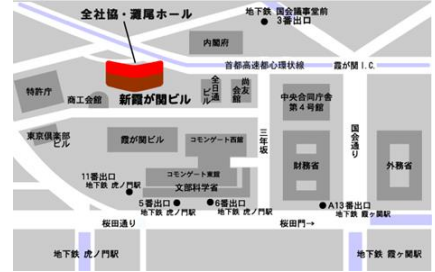 全社協・灘尾ホール
地下鉄 国会議事堂前
3番出口
内閣府
首都高速都心環状線
霞が関 I.C.
特許庁
商工会館
新霞が関ビル
全日通
ビル
尚友
会館
中央合同庁舎
第4号館
東京倶楽部
ビル
霞が関ビル
コモンゲート西館
三年坂
国会通り
財務省
外務省
コモンゲート東館
文部科学省
11番出口
地下鉄 虎ノ門駅
5番出口
地下鉄 虎ノ門駅
6番出口
地下鉄 虎ノ門駅
A13番出口
地下鉄 霞ヶ関駅
桜田通り
桜田門→
地下鉄 虎ノ門駅
地下鉄 霞ヶ関駅